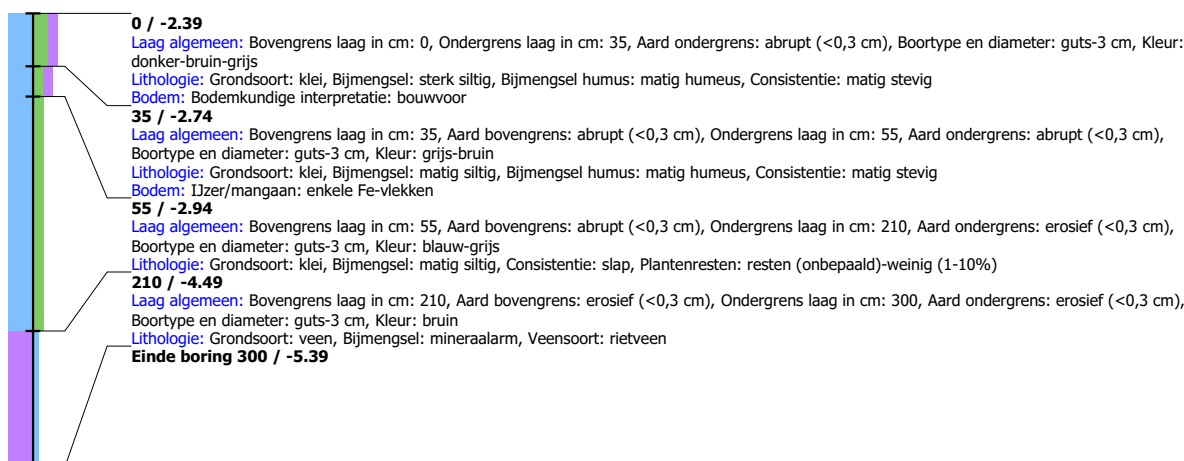 0 / -2.39
Laag algemeen: Bovengrens laag in cm: 0, Ondergrens laag in cm: 35, Aard ondergrens: abrupt (<0,3 cm), Boortype en diameter: guts-3 cm, Kleur:
donker-bruin-grijs
Lithologie: Grondsoort: klei, Bijmengsel: sterk siltig, Bijmengsel humus: matig humeus, Consistentie: matig stevig
Bodem: Bodemkundige interpretatie: bouwvoor
35 / -2.74
Laag algemeen: Bovengrens laag in cm: 35, Aard bovengrens: abrupt (<0,3 cm), Ondergrens laag in cm: 55, Aard ondergrens: abrupt (<0,3 cm),
Boortype en diameter: guts-3 cm, Kleur: grijs-bruin
Lithologie: Grondsoort: klei, Bijmengsel: matig siltig, Bijmengsel humus: matig humeus, Consistentie: matig stevig
Bodem: IJzer/mangaan: enkele Fe-vlekken
55 / -2.94
Laag algemeen: Bovengrens laag in cm: 55, Aard bovengrens: abrupt (<0,3 cm), Ondergrens laag in cm: 210, Aard ondergrens: erosief (<0,3 cm),
Boortype en diameter: guts-3 cm, Kleur: blauw-grijs
Lithologie: Grondsoort: klei, Bijmengsel: matig siltig, Consistentie: slap, Plantenresten: resten (onbepaald)-weinig (1-10%)
210 / -4.49
Laag algemeen: Bovengrens laag in cm: 210, Aard bovengrens: erosief (<0,3 cm), Ondergrens laag in cm: 300, Aard ondergrens: erosief (<0,3 cm),
Boortype en diameter: guts-3 cm, Kleur: bruin
Lithologie: Grondsoort: veen, Bijmengsel: mineraalarm, Veensoort: rietveen
Einde boring 300 / -5.39